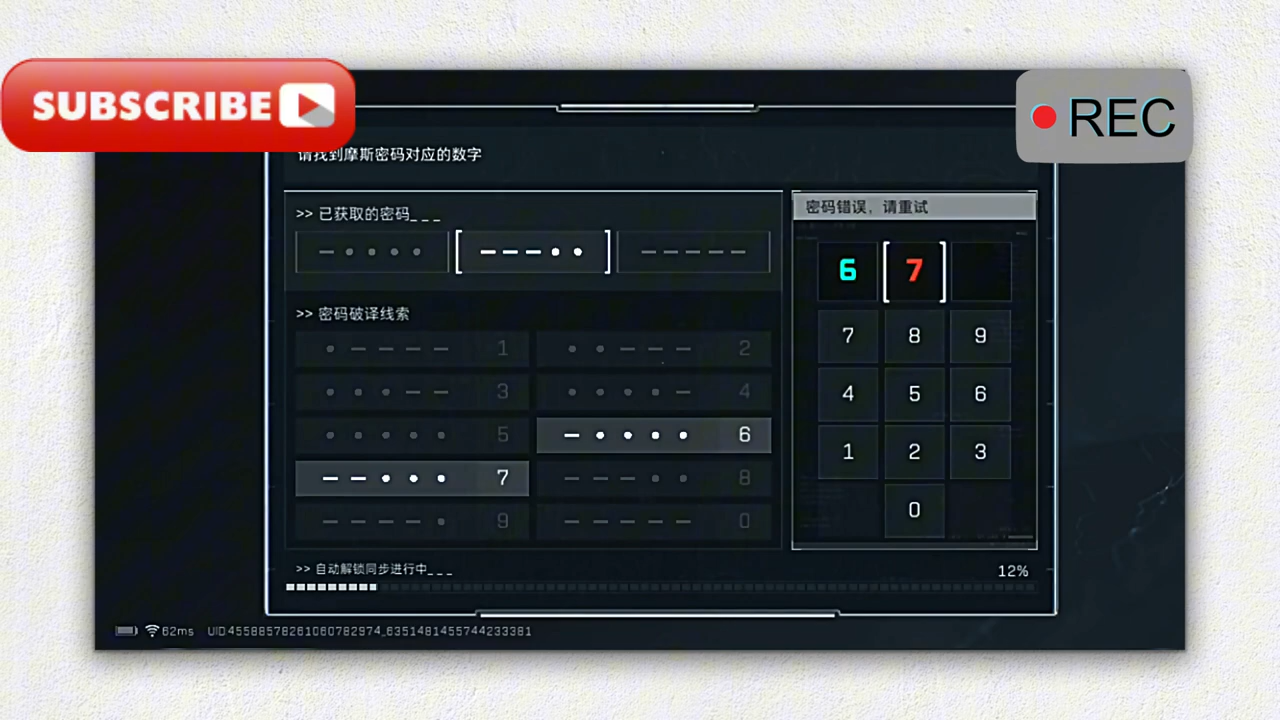 SUBSCRIBE
REC
请找到摩斯密码对应的数字
>> 已获取的密码_ _ _
— • • • •
— — — • •
— — — — —
密码错误，请重试
6 7
>> 密码破译线索
• — — — — 1
• • — — — 2
• • • — — 3
• • • • — 4
• • • • • 5
— • • • • 6
— — • • • 7
— — — • • 8
— — — — • 9
— — — — — 0
7 8 9
4 5 6
1 2 3
0
>> 自动解锁同步进行中_ _ _
12%
62ms UID 45588578261060782974_6351481455744233381